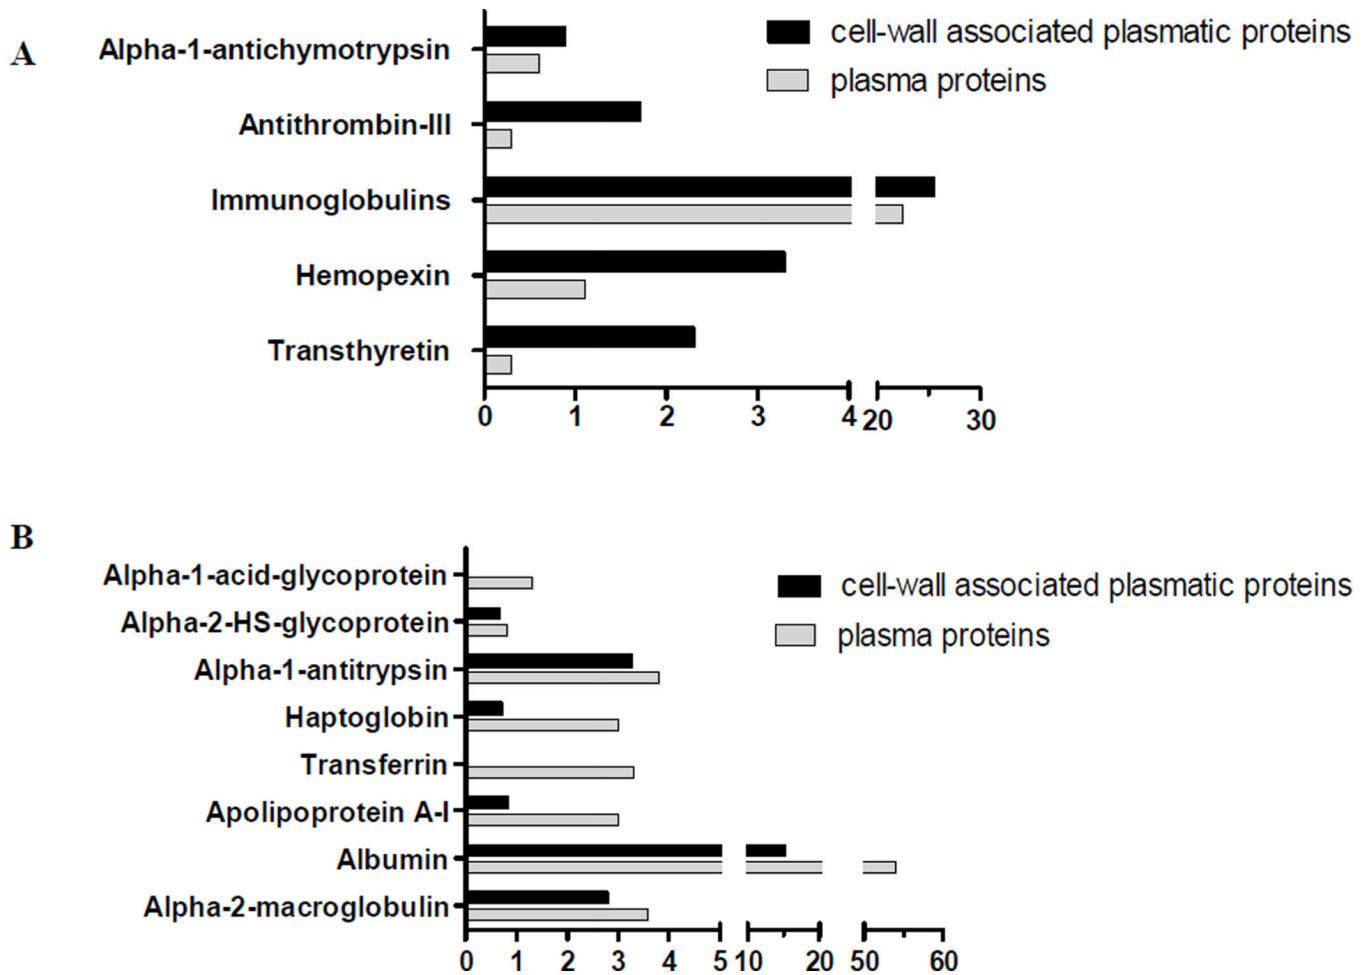 A
cell-wall associated plasmatic proteins
plasma proteins
Alpha-1-antichymotrypsin
Antithrombin-III
Immunoglobulins
Hemopexin
Transthyretin
0 1 2 3 4 20 30
B
cell-wall associated plasmatic proteins
plasma proteins
Alpha-1-acid-glycoprotein
Alpha-2-HS-glycoprotein
Alpha-1-antitrypsin
Haptoglobin
Transferrin
Apolipoprotein A-I
Albumin
Alpha-2-macroglobulin
0 1 2 3 4 5 10 20 50 60